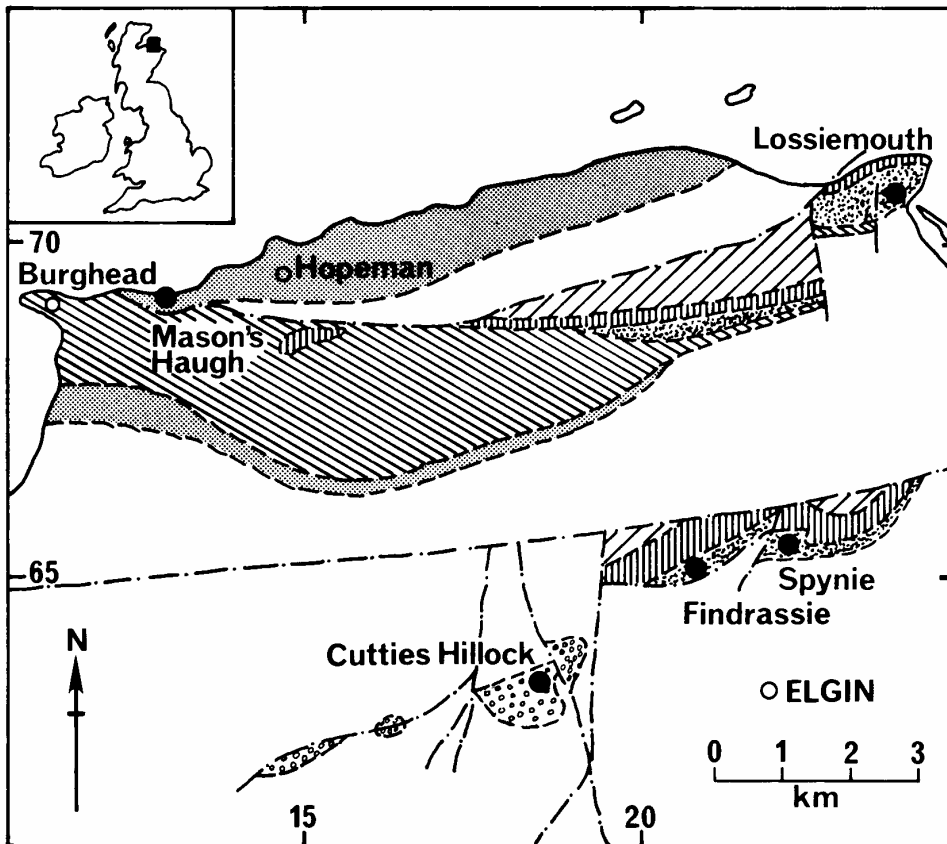 Lossiemouth
70
Burghead
Hopeman
Mason's
Haugh
65
Spynie
Findrassie
N
Cutties Hillock
ELGIN
0 1 2 3
km
15 20